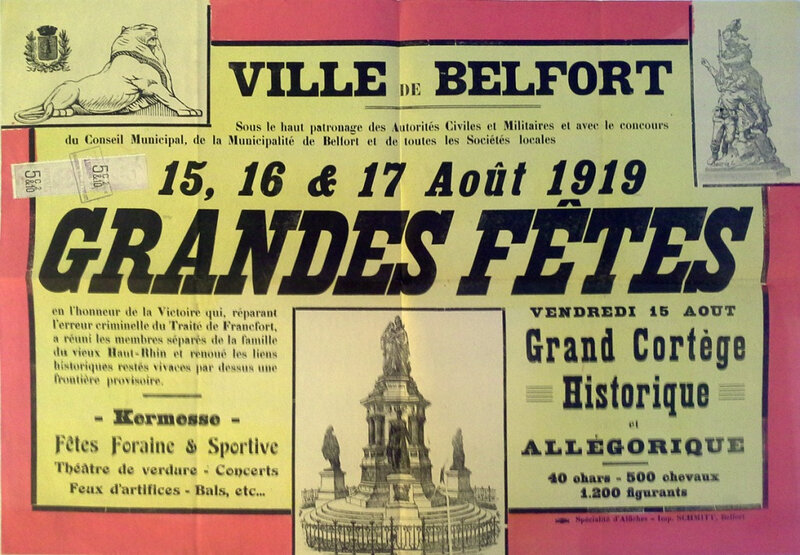 VILLE DE BELFORT
Sous le haut patronage des Autorités Civiles et Militaires et avec le concours
du Conseil Municipal, de la Municipalité de Belfort et de toutes les Sociétés locales
5c
2&10
5c
&10
15, 16 & 17 Août 1919
GRANDES FÊTES
en l'honneur de la Victoire qui, réparant
l'erreur criminelle du Traité de Francfort,
a réuni les membres séparés de la famille
du vieux Haut-Rhin et renoué les liens
historiques restés vivaces par dessus une
frontière provisoire.
- Kermesse -
Fêtes Foraine & Sportive
Théâtre de verdure - Concerts
Feux d'artifices - Bals, etc...
VENDREDI 15 AOUT
Grand Cortège
Historique
et
ALLÉGORIQUE
40 chars - 500 chevaux
1.200 figurants
Spécialité d'Affiches - Imp. SCHMITT, Belfort